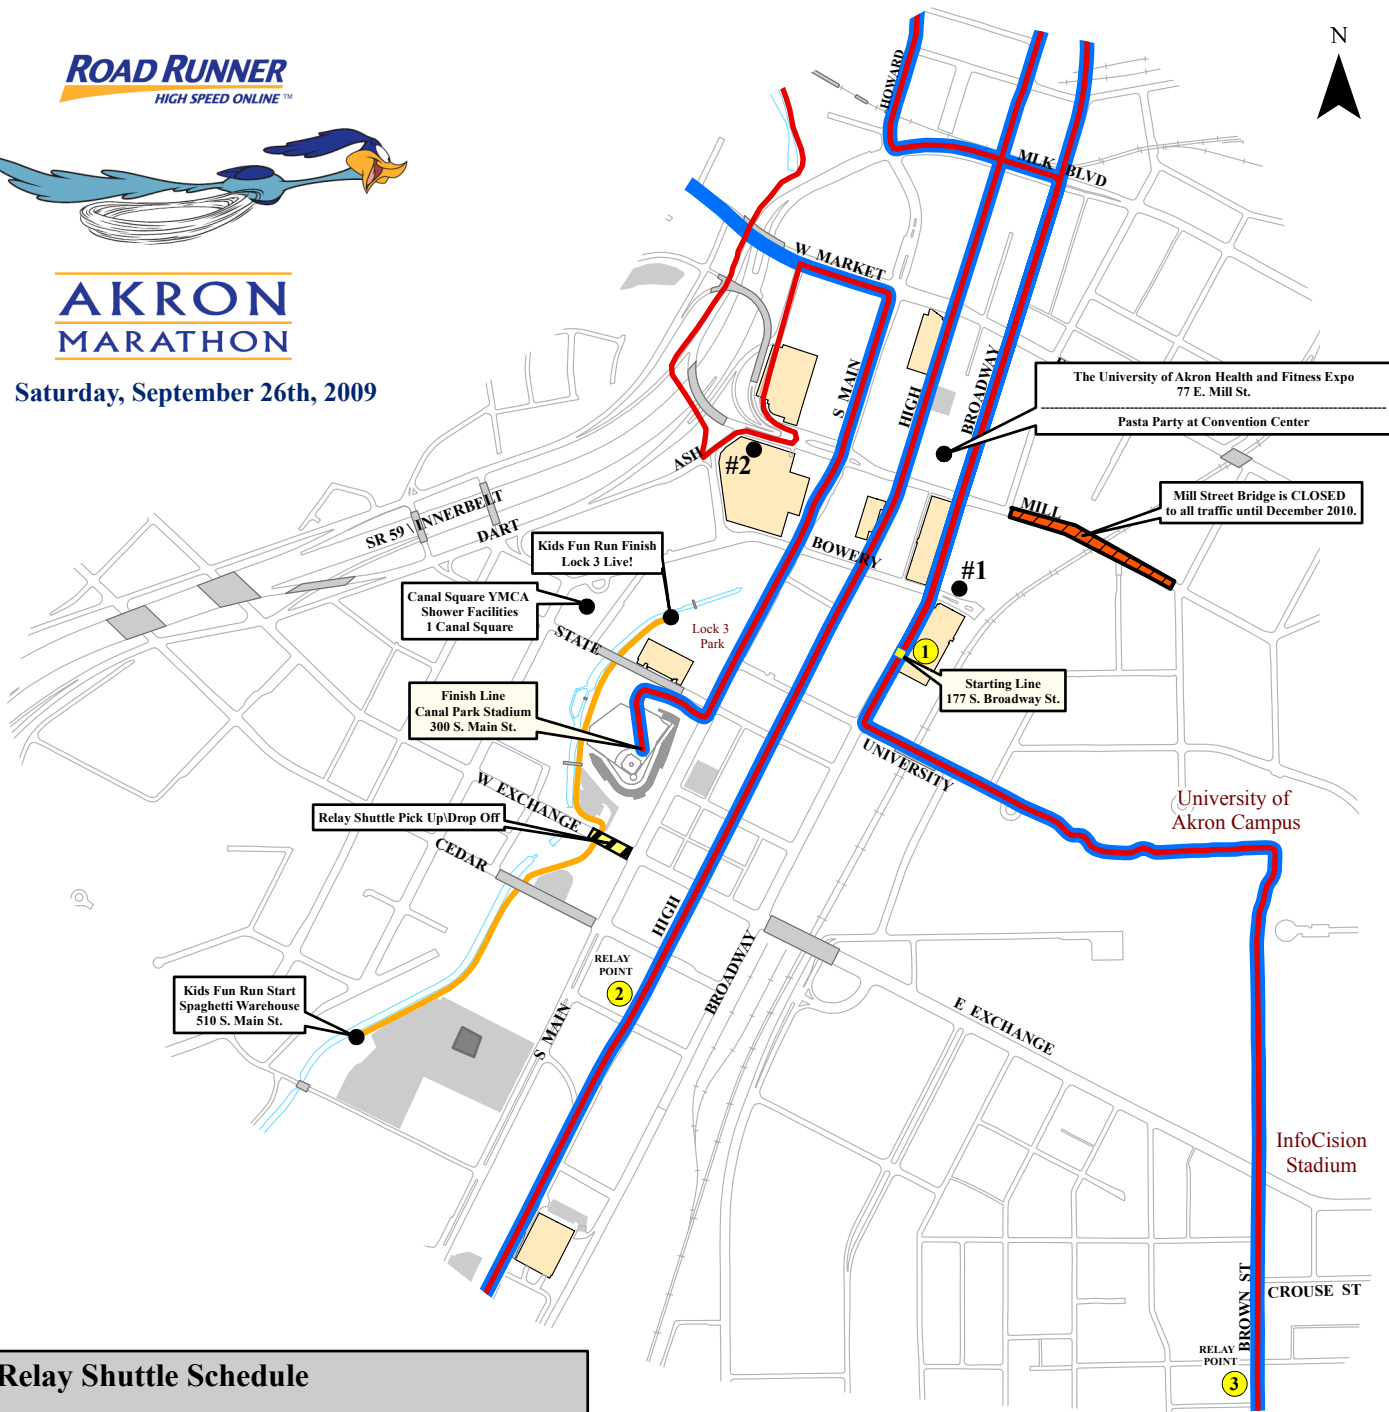 ROAD RUNNER
HIGH SPEED ONLINE ™
AKRON
MARATHON
Saturday, September 26th, 2009
N
HOWARD
MLK BLVD
W MARKET
S MAIN
HIGH
BROADWAY
The University of Akron Health and Fitness Expo
77 E. Mill St.
Pasta Party at Convention Center
ASH
#2
MILL
Mill Street Bridge is CLOSED
to all traffic until December 2010.
SR 59 \ INNERBELT
DART
Kids Fun Run Finish
Lock 3 Live!
BOWERY
#1
Canal Square YMCA
Shower Facilities
1 Canal Square
Lock 3
Park
STATE
1
Starting Line
177 S. Broadway St.
Finish Line
Canal Park Stadium
300 S. Main St.
UNIVERSITY
W EXCHANGE
University of
Akron Campus
Relay Shuttle Pick Up\Drop Off
CEDAR
HIGH
BROADWAY
RELAY
POINT
2
Kids Fun Run Start
Spaghetti Warehouse
510 S. Main St.
S MAIN
E EXCHANGE
InfoCision
Stadium
BROWN ST
CROUSE ST
RELAY
POINT
3
Relay Shuttle Schedule